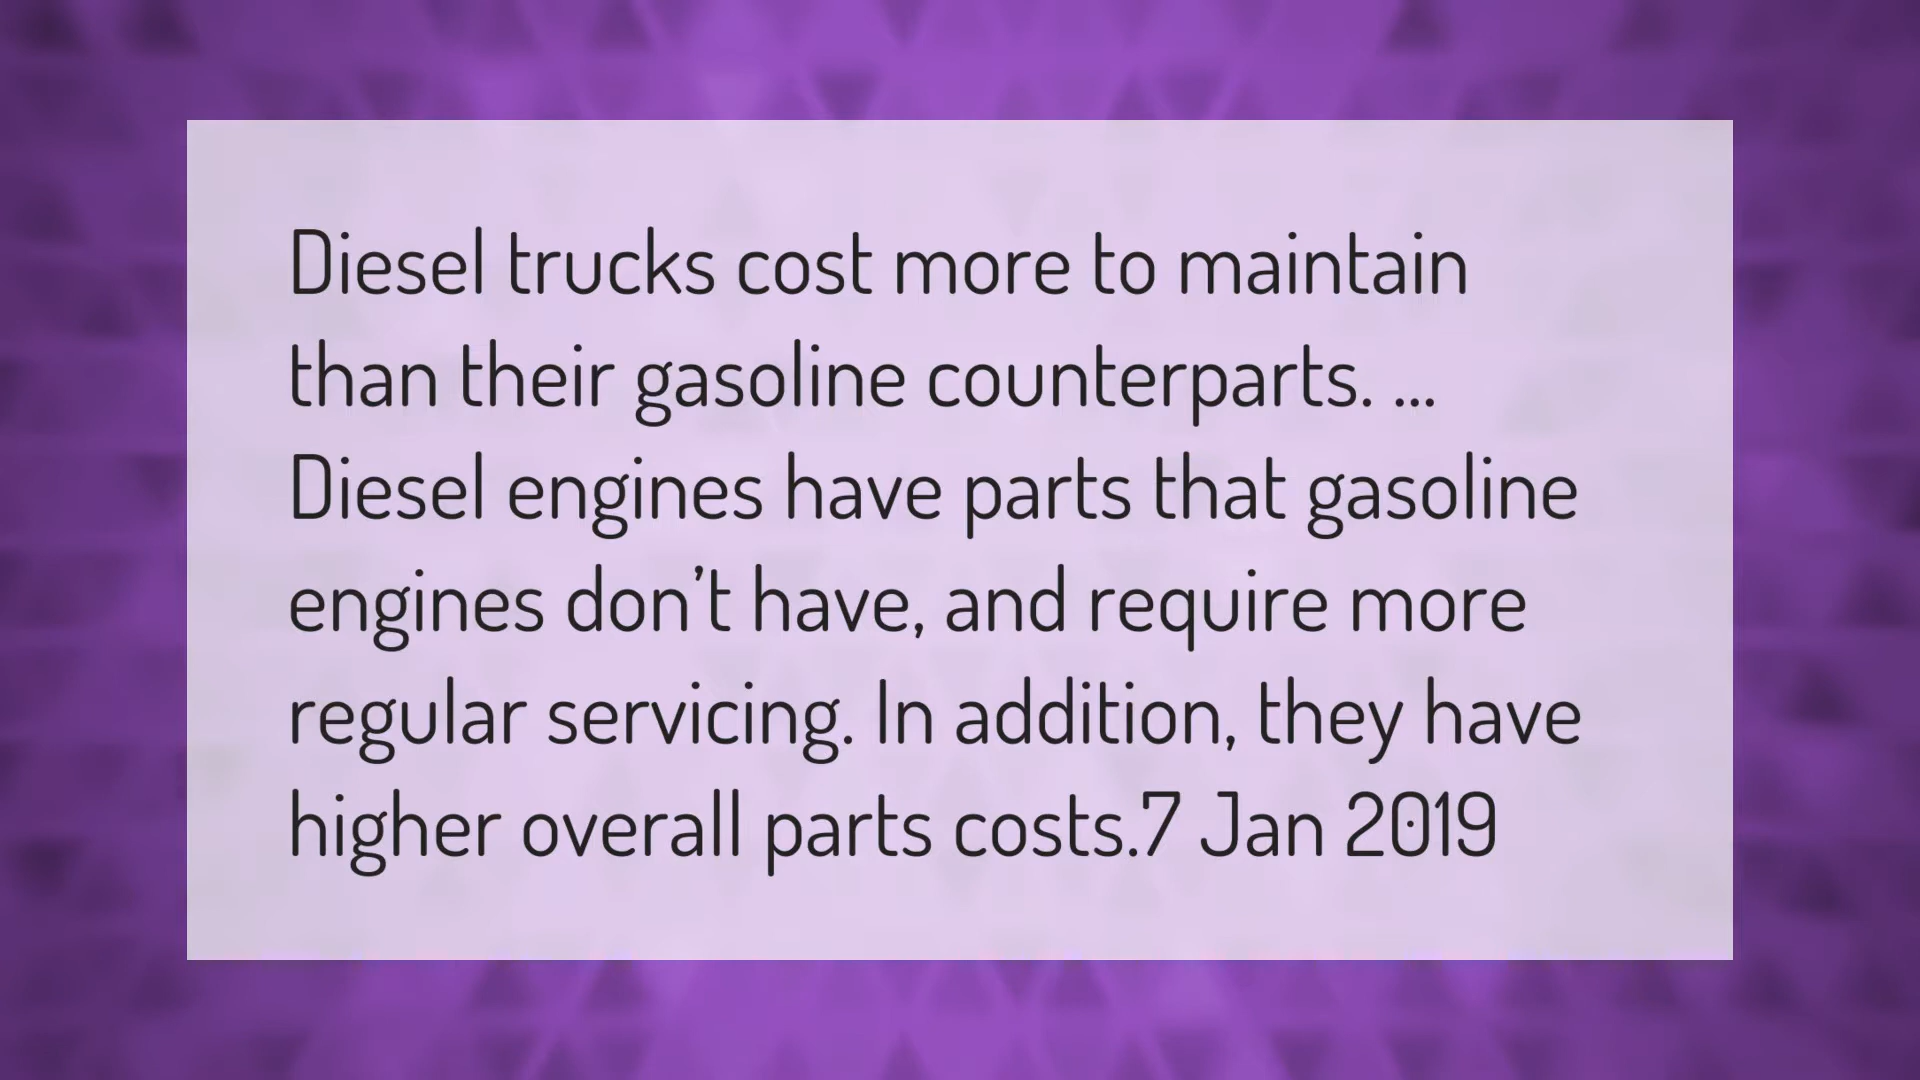 Diesel trucks cost more to maintain
than their gasoline counterparts. ...
Diesel engines have parts that gasoline
engines don't have, and require more
regular servicing. In addition, they have
higher overall parts costs.7 Jan 2019